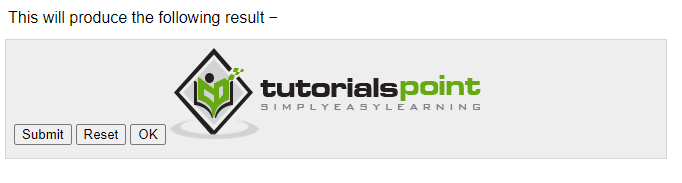 This will produce the following result –
tutorialspoint
SIMPLYEASYLEARNING
Submit Reset OK